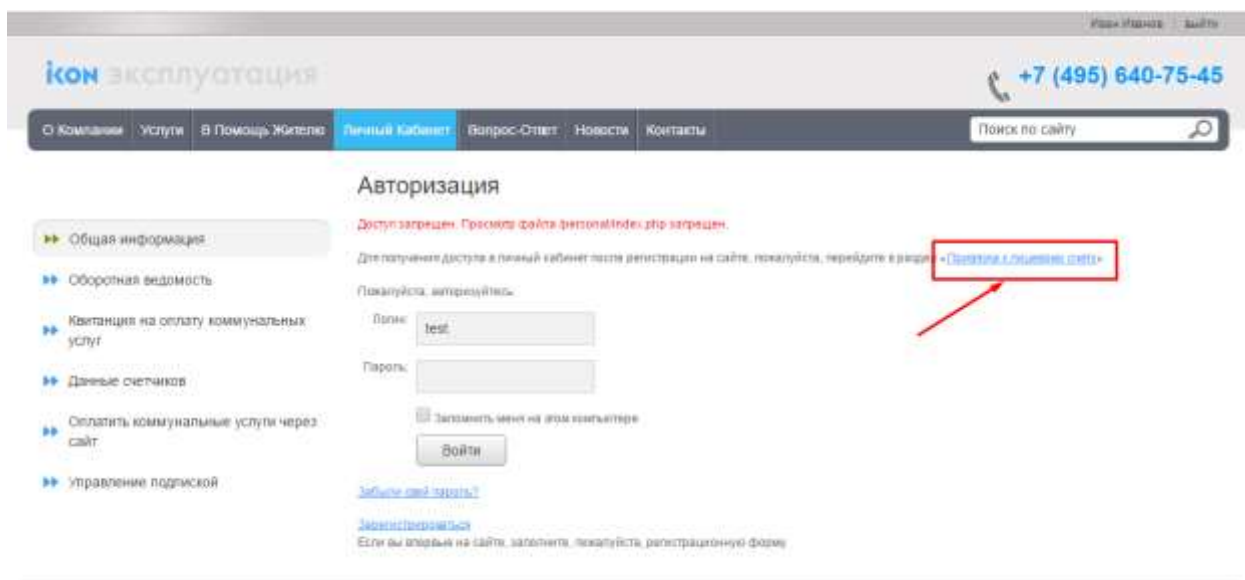 Иван Иванов Выйти
iкон эксплуатация
+7 (495) 640-75-45
О Компании Услуги В Помощь Жителю Личный Кабинет Вопрос-Ответ Новости Контакты Поиск по сайту
Авторизация
Доступ запрещен. Просмотр файла /personal/index.php запрещен.
Общая информация
Для получения доступа в личный кабинет после регистрации на сайте, пожалуйста, перейдите в раздел «Привязка к лицевому счету»
Оборотная ведомость
Пожалуйста, авторизуйтесь:
Квитанция на оплату коммунальных
услуг
Логин:
test
Данные счетчиков
Пароль:
Оплатить коммунальные услуги через
сайт
Запомнить меня на этом компьютере
Войти
Управление подпиской
Забыли свой пароль?
Зарегистрироваться
Если вы впервые на сайте, заполните, пожалуйста, регистрационную форму